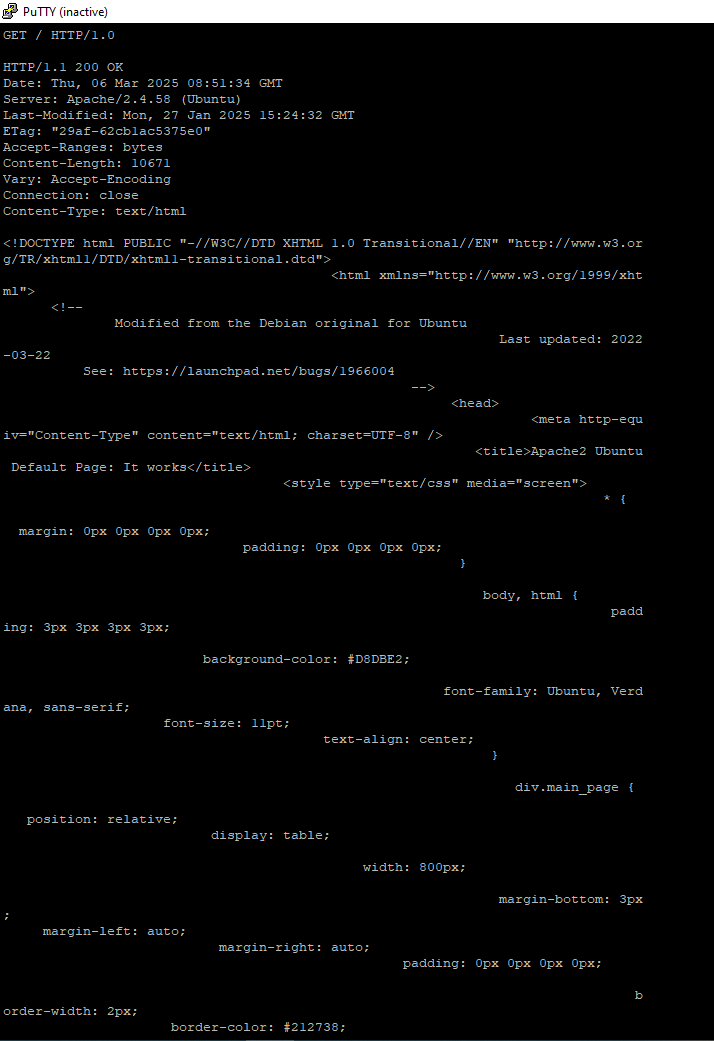 PuTTY (inactive)
GET / HTTP/1.0
HTTP/1.1 200 OK
Date: Thu, 06 Mar 2025 08:51:34 GMT
Server: Apache/2.4.58 (Ubuntu)
Last-Modified: Mon, 27 Jan 2025 15:24:32 GMT
ETag: "29af-62cb1ac5375e0"
Accept-Ranges: bytes
Content-Length: 10671
Vary: Accept-Encoding
Connection: close
Content-Type: text/html
<!DOCTYPE html PUBLIC "-//W3C//DTD XHTML 1.0 Transitional//EN" "http://www.w3.or
g/TR/xhtml1/DTD/xhtml1-transitional.dtd">
<html xmlns="http://www.w3.org/1999/xht
ml">
<!--
Modified from the Debian original for Ubuntu
Last updated: 2022
-03-22
See: https://launchpad.net/bugs/1966004
-->
<head>
<meta http-equ
iv="Content-Type" content="text/html; charset=UTF-8" />
<title>Apache2 Ubuntu
Default Page: It works</title>
<style type="text/css" media="screen">
* {
margin: 0px 0px 0px 0px;
padding: 0px 0px 0px 0px;
}
body, html {
padd
ing: 3px 3px 3px 3px;
background-color: #D8DBE2;
font-family: Ubuntu, Verd
ana, sans-serif;
font-size: 11pt;
text-align: center;
}
div.main_page {
position: relative;
display: table;
width: 800px;
margin-bottom: 3px
;
margin-left: auto;
margin-right: auto;
padding: 0px 0px 0px 0px;
b
order-width: 2px;
border-color: #212738;